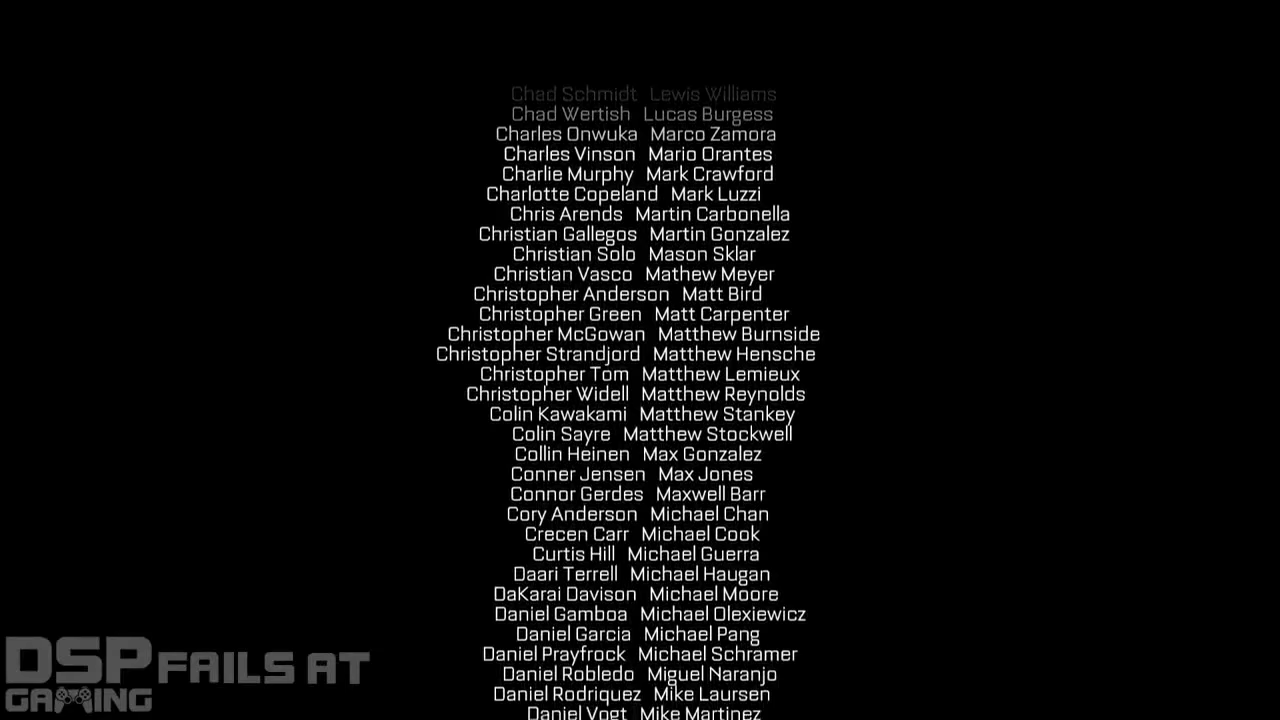 Chad Schmidt Lewis Williams
Chad Wertish Lucas Burgess
Charles Onwuka Marco Zamora
Charles Vinson Mario Orantes
Charlie Murphy Mark Crawford
Charlotte Copeland Mark Luzzi
Chris Arends Martin Carbonella
Christian Gallegos Martin Gonzalez
Christian Solo Mason Sklar
Christian Vasco Mathew Meyer
Christopher Anderson Matt Bird
Christopher Green Matt Carpenter
Christopher McGowan Matthew Burnside
Christopher Strandjord Matthew Hensche
Christopher Tom Matthew Lemieux
Christopher Widell Matthew Reynolds
Colin Kawakami Matthew Stankey
Colin Sayre Matthew Stockwell
Collin Heinen Max Gonzalez
Conner Jensen Max Jones
Connor Gerdes Maxwell Barr
Cory Anderson Michael Chan
Crecen Carr Michael Cook
Curtis Hill Michael Guerra
Daari Terrell Michael Haugan
DaKarai Davison Michael Moore
Daniel Gamboa Michael Olexiewicz
Daniel Garcia Michael Pang
Daniel Prayfrock Michael Schramer
Daniel Robledo Miguel Naranjo
Daniel Rodriquez Mike Laursen
Daniel Vogt Mike Martinez
DSP FAILS AT
GAMING